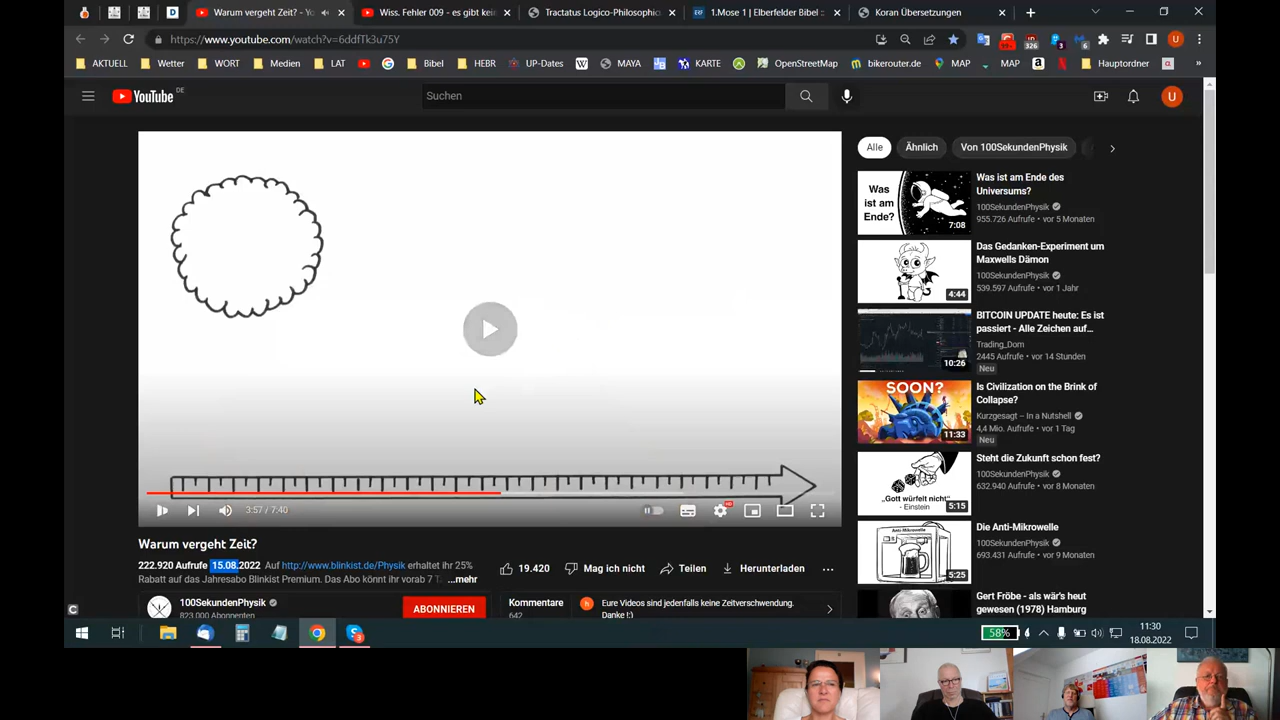 Warum vergeht Zeit? - Yo
Wiss. Fehler 009 - es gibt kein
Tractatus Logico-Philosophic
1.Mose 1 | Elberfelder Bibel ::
Koran Übersetzungen
https://www.youtube.com/watch?v=6ddfTk3u75Y
AKTUELL
Wetter
WORT
Medien
LAT
Bibel
HEBR
UP-Dates
MAYA
KARTE
OpenStreetMap
bikerouter.de
MAP
MAP
Hauptordner
YouTube DE
Suchen
Alle
Ähnlich
Von 100SekundenPhysik
Was ist am Ende?
7:08
Was ist am Ende des
Universums?
100SekundenPhysik
955.726 Aufrufe • vor 5 Monaten
4:44
Das Gedanken-Experiment um
Maxwells Dämon
100SekundenPhysik
539.597 Aufrufe • vor 1 Jahr
10:26
BITCOIN UPDATE heute: Es ist
passiert - Alle Zeichen auf...
Trading_Dom
2445 Aufrufe • vor 14 Stunden
Neu
SOON?
11:33
Is Civilization on the Brink of
Collapse?
Kurzgesagt – In a Nutshell
4,4 Mio. Aufrufe • vor 1 Tag
Neu
„Gott würfelt nicht"
- Einstein
5:15
Steht die Zukunft schon fest?
100SekundenPhysik
632.940 Aufrufe • vor 8 Monaten
Anti-Mikrowelle
5:25
Die Anti-Mikrowelle
100SekundenPhysik
693.431 Aufrufe • vor 9 Monaten
Gert Fröbe - als wär's heut
gewesen (1978) Hamburg
3:57 / 7:40
Warum vergeht Zeit?
222.920 Aufrufe 15.08.2022 Auf http://www.blinkist.de/Physik erhaltet ihr 25%
Rabatt auf das Jahresabo Blinkist Premium. Das Abo könnt ihr vorab 7 T ...mehr
19.420
Mag ich nicht
Teilen
Herunterladen
100SekundenPhysik
823.000 Abonnenten
ABONNIEREN
Kommentare
642
Eure Videos sind jedenfalls keine Zeitverschwendung.
Danke !:)
58%
11:30
18.08.2022